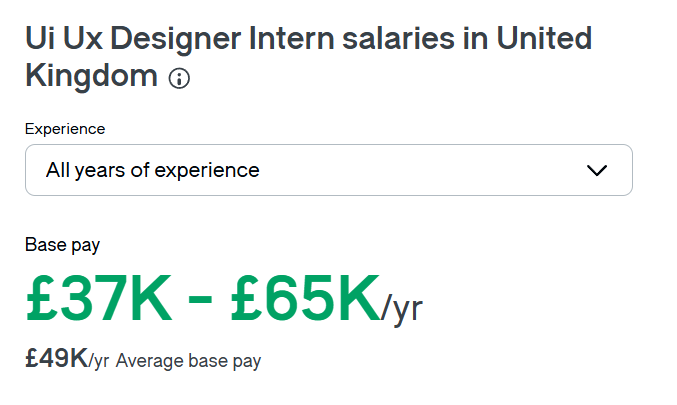 Ui Ux Designer Intern salaries in United
Kingdom
Experience
All years of experience
Base pay
£37K - £65K/yr
£49K/yr Average base pay